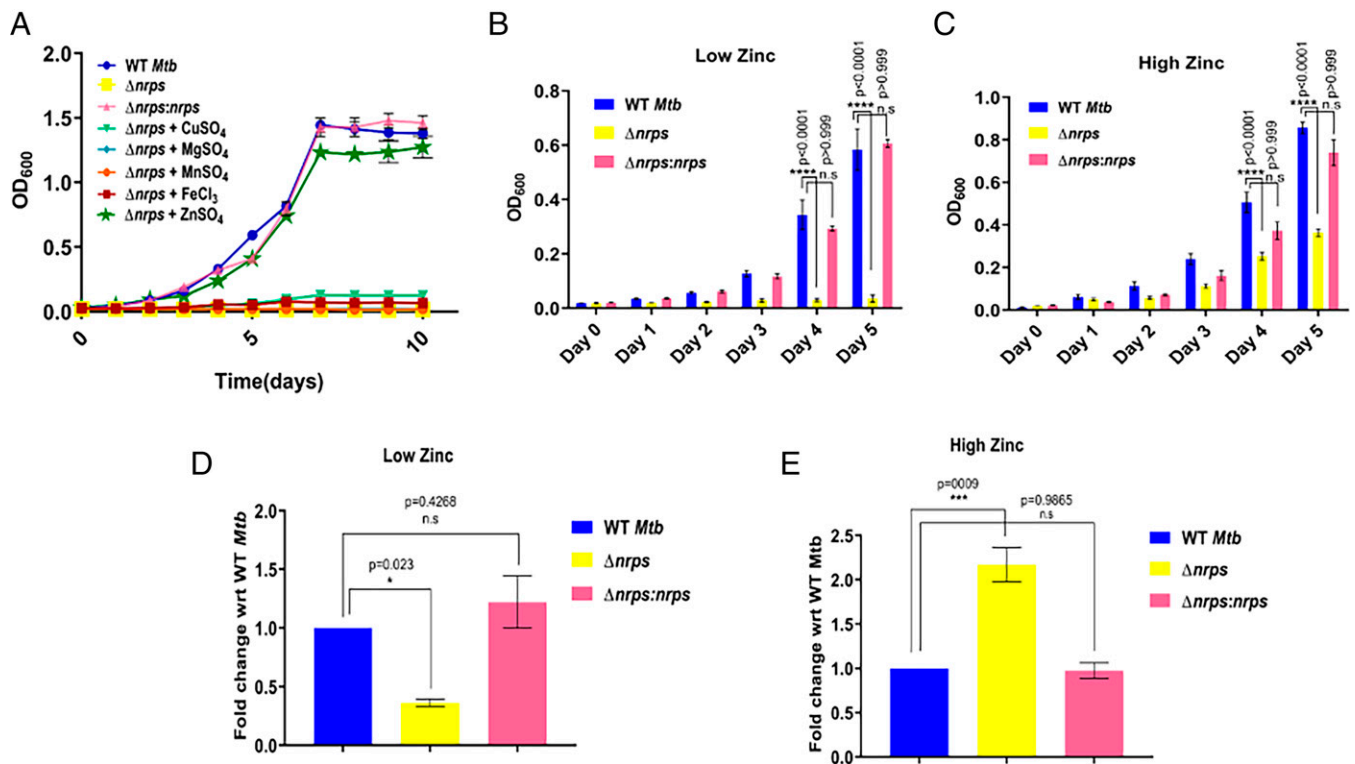 A
OD600
2.0
1.5
1.0
0.5
0.0
WT Mtb
Δnrps
Δnrps:nrps
Δnrps + CuSO4
Δnrps + MgSO4
Δnrps + MnSO4
Δnrps + FeCl3
Δnrps + ZnSO4
0
5
10
Time(days)
B
Low Zinc
OD600
0.8
0.6
0.4
0.2
0.0
WT Mtb
Δnrps
Δnrps:nrps
p<0.0001
p>0.999
****
n.s
p<0.0001
p>0.999
****
n.s
Day 0
Day 1
Day 2
Day 3
Day 4
Day 5
C
High Zinc
OD600
1.0
0.8
0.6
0.4
0.2
0.0
WT Mtb
Δnrps
Δnrps:nrps
p<0.0001
p>0.999
****
n.s
p<0.0001
p>0.999
****
n.s
Day 0
Day 1
Day 2
Day 3
Day 4
Day 5
D
Low Zinc
Fold change wrt WT Mtb
2.0
1.5
1.0
0.5
0.0
p=0.4268
n.s
p=0.023
*
WT Mtb
Δnrps
Δnrps:nrps
E
High Zinc
Fold change wrt WT Mtb
2.5
2.0
1.5
1.0
0.5
0.0
p=0009
***
p=0.9865
n.s
WT Mtb
Δnrps
Δnrps:nrps